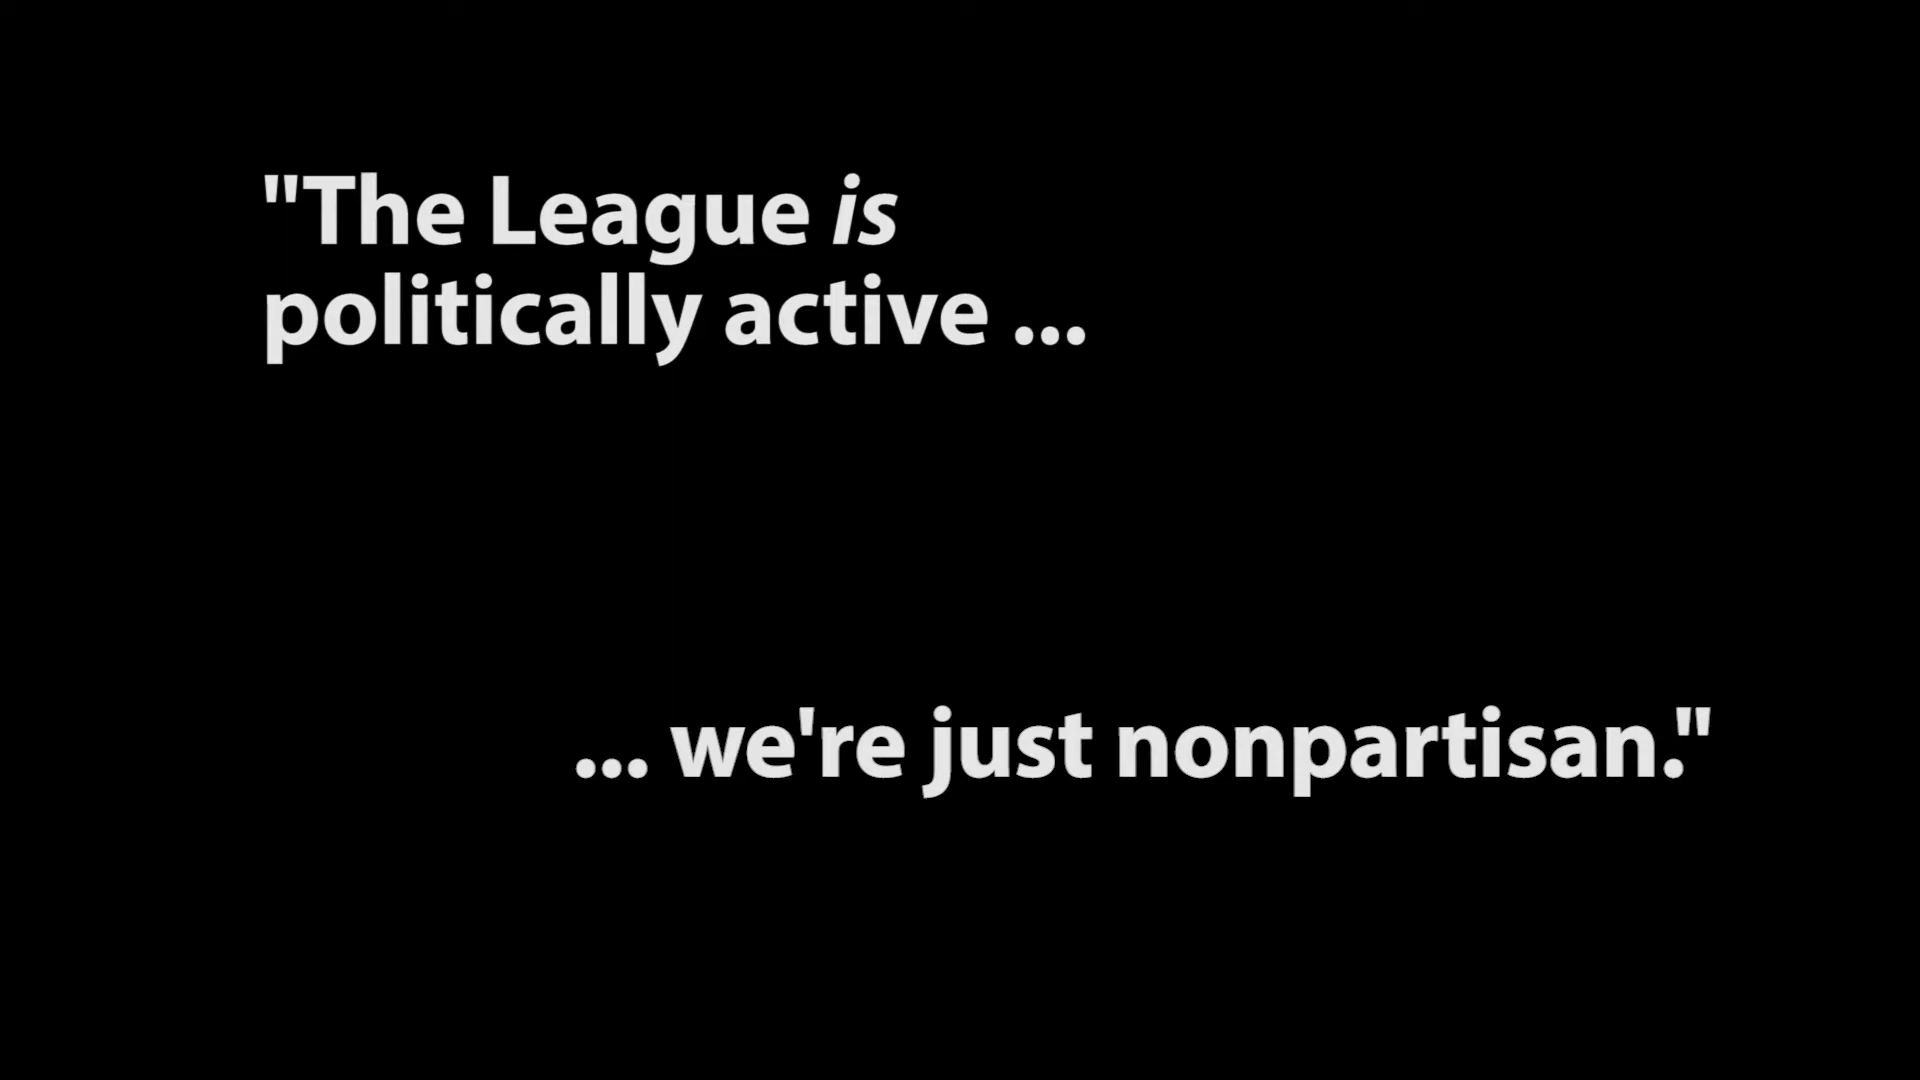 "The League is
politically active ...
... we're just nonpartisan."